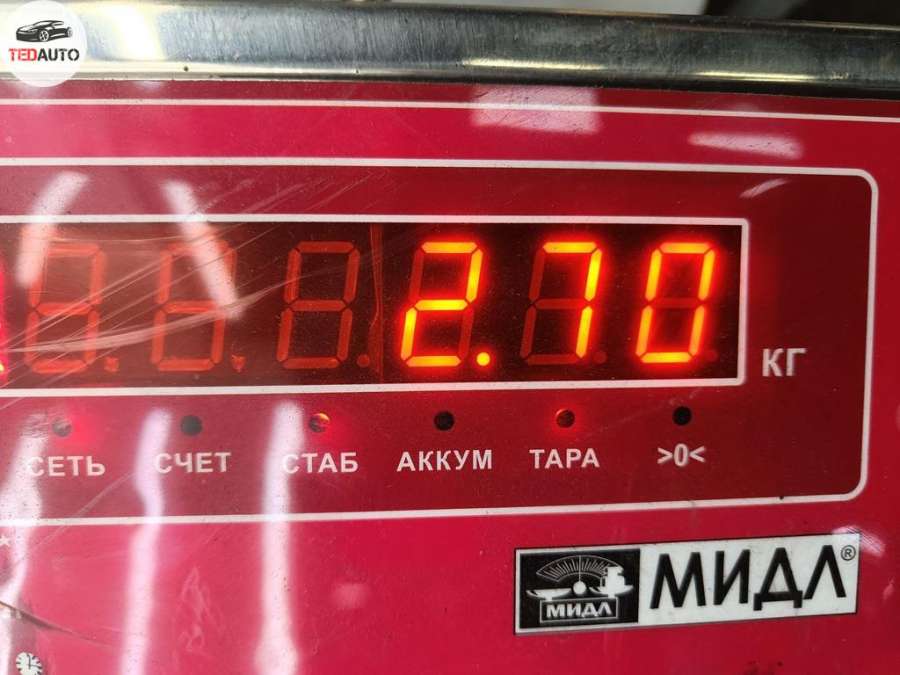 TEDAUTO
2.70
КГ
СЕТЬ СЧЕТ СТАБ АККУМ ТАРА >0<
МИДЛ МИДЛ®